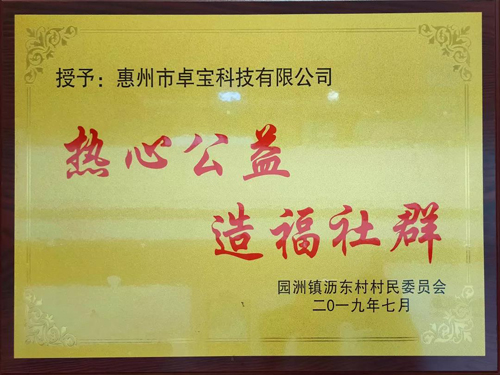 授予：惠州市卓宝科技有限公司
热心公益
造福社群
园洲镇沥东村村民委员会
二〇一九年七月